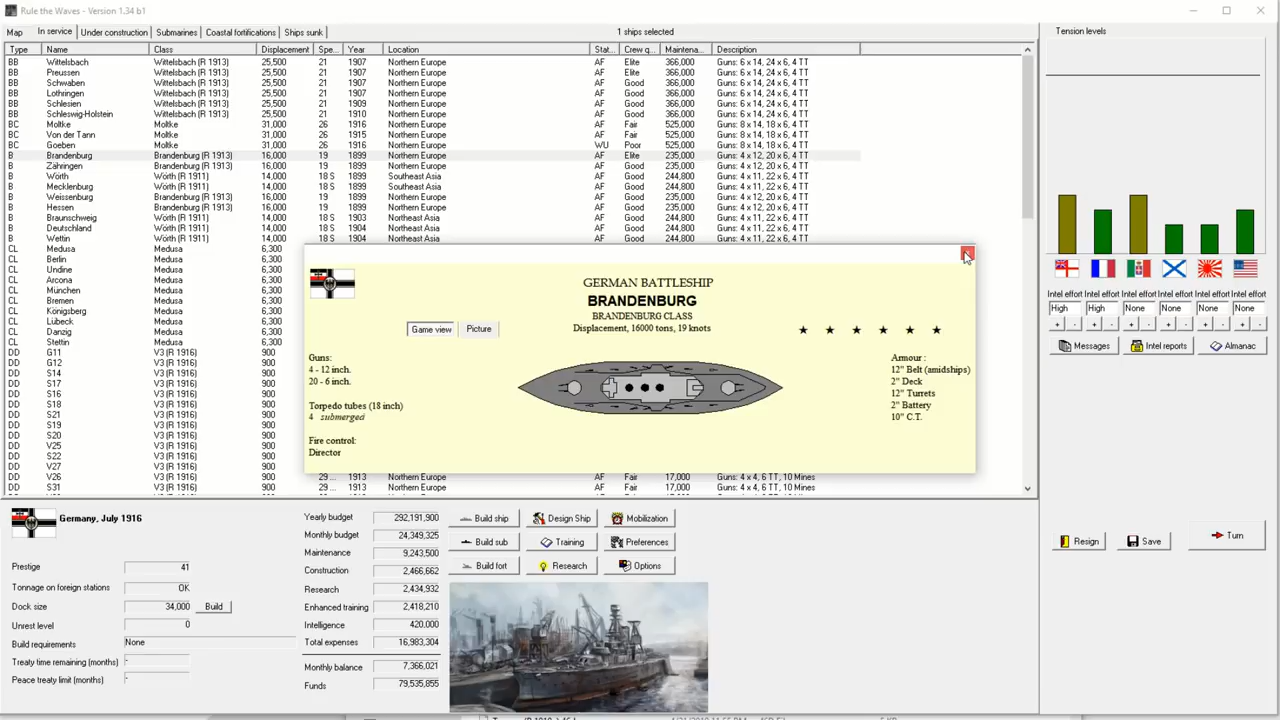 Rule the Waves - Version 1.34 b1
Map In service Under construction Submarines Coastal fortifications Ships sunk 1 ships selected
Type Name Class Displacement Spe... Year Location Stat... Crew q... Maintena... Description
BB Wittelsbach Wittelsbach (R 1913) 25,500 21 1907 Northern Europe AF Elite 366,000 Guns: 6 x 14, 24 x 6, 4 TT
BB Preussen Wittelsbach (R 1913) 25,500 21 1907 Northern Europe AF Elite 366,000 Guns: 6 x 14, 24 x 6, 4 TT
BB Schwaben Wittelsbach (R 1913) 25,500 21 1907 Northern Europe AF Good 366,000 Guns: 6 x 14, 24 x 6, 4 TT
BB Lothringen Wittelsbach (R 1913) 25,500 21 1907 Northern Europe AF Good 366,000 Guns: 6 x 14, 24 x 6, 4 TT
BB Schlesien Wittelsbach (R 1913) 25,500 21 1909 Northern Europe AF Good 366,000 Guns: 6 x 14, 24 x 6, 4 TT
BB Schleswig-Holstein Wittelsbach (R 1913) 25,500 21 1910 Northern Europe AF Good 366,000 Guns: 6 x 14, 24 x 6, 4 TT
BC Moltke Moltke 31,000 26 1916 Northern Europe AF Fair 525,000 Guns: 8 x 14, 18 x 6, 4 TT
BC Von der Tann Moltke 31,000 26 1915 Northern Europe AF Fair 525,000 Guns: 8 x 14, 18 x 6, 4 TT
BC Goeben Moltke 31,000 26 1916 Northern Europe WU Poor 525,000 Guns: 8 x 14, 18 x 6, 4 TT
B Brandenburg Brandenburg (R 1913) 16,000 19 1899 Northern Europe AF Elite 235,000 Guns: 4 x 12, 20 x 6, 4 TT
B Zähringen Brandenburg (R 1913) 16,000 19 1899 Northern Europe AF Good 235,000 Guns: 4 x 12, 20 x 6, 4 TT
B Wörth Wörth (R 1911) 14,000 18 S 1899 Southeast Asia AF Good 244,800 Guns: 4 x 11, 22 x 6, 4 TT
B Mecklenburg Wörth (R 1911) 14,000 18 S 1899 Southeast Asia AF Good 244,800 Guns: 4 x 11, 22 x 6, 4 TT
B Weissenburg Brandenburg (R 1913) 16,000 19 1899 Northern Europe AF Good 235,000 Guns: 4 x 12, 20 x 6, 4 TT
B Hessen Brandenburg (R 1913) 16,000 19 1899 Northern Europe AF Good 235,000 Guns: 4 x 12, 20 x 6, 4 TT
B Braunschweig Wörth (R 1911) 14,000 18 S 1903 Northeast Asia AF Good 244,800 Guns: 4 x 11, 22 x 6, 4 TT
B Deutschland Wörth (R 1911) 14,000 18 S 1904 Northeast Asia AF Good 244,800 Guns: 4 x 11, 22 x 6, 4 TT
B Wettin Wörth (R 1911) 14,000 18 S 1904 Northeast Asia AF Good 244,800 Guns: 4 x 11, 22 x 6, 4 TT
CL Medusa Medusa 6,300
CL Berlin Medusa 6,300
CL Undine Medusa 6,300
CL Arcona Medusa 6,300
CL München Medusa 6,300
CL Bremen Medusa 6,300
CL Königsberg Medusa 6,300
CL Lübeck Medusa 6,300
CL Danzig Medusa 6,300
CL Stettin Medusa 6,300
DD G11 V3 (R 1916) 900
DD G12 V3 (R 1916) 900
DD S14 V3 (R 1916) 900
DD S17 V3 (R 1916) 900
DD S16 V3 (R 1916) 900
DD S18 V3 (R 1916) 900
DD S21 V3 (R 1916) 900
DD S19 V3 (R 1916) 900
DD S20 V3 (R 1916) 900
DD V25 V3 (R 1916) 900
DD S22 V3 (R 1916) 900
DD V27 V3 (R 1916) 900
DD V26 V3 (R 1916) 900 29 ... 1913 Northern Europe AF Fair 17,000 Guns: 4 x 4, 6 TT, 10 Mines
DD S31 V3 (R 1916) 900 29 ... 1913 Northern Europe AF Fair 17,000 Guns: 4 x 4, 6 TT, 10 Mines
GERMAN BATTLESHIP
BRANDENBURG
BRANDENBURG CLASS
Displacement, 16000 tons, 19 knots
Game view Picture
Guns:
4 - 12 inch.
20 - 6 inch.
Torpedo tubes (18 inch)
4 submerged
Fire control:
Director
Armour :
12" Belt (amidships)
2" Deck
12" Turrets
2" Battery
10" C.T.
Tension levels
Intel effort Intel effort Intel effort Intel effort Intel effort Intel effort
High High None None None None
+ - + - + - + - + - + -
Messages Intel reports Almanac
Resign Save Turn
Germany, July 1916
Prestige 41
Tonnage on foreign stations OK
Dock size 34,000 Build
Unrest level 0
Build requirements None
Treaty time remaining (months) -
Peace treaty limit (months) -
Yearly budget 292,191,900
Monthly budget 24,349,325
Maintenance 9,243,500
Construction 2,466,662
Research 2,434,932
Enhanced training 2,418,210
Intelligence 420,000
Total expenses 16,983,304
Monthly balance 7,366,021
Funds 79,535,855
Build ship Design Ship Mobilization
Build sub Training Preferences
Build fort Research Options